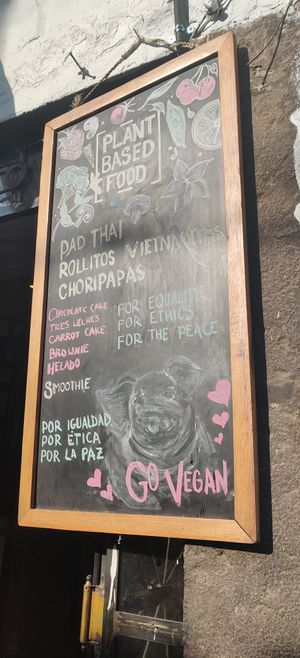 PLANT
BASED
FOOD
PAD THAI
ROLLITOS VIETNAMITAS
CHORIPAPAS
CHOCOLATE CAKE
TRES LECHES
CARROT CAKE
BROWNIE
HELADO
SMOOTHIE
FOR EQUALITY
FOR ETHICS
FOR THE PEACE
POR IGUALDAD
POR ETICA
POR LA PAZ
GO VEGAN